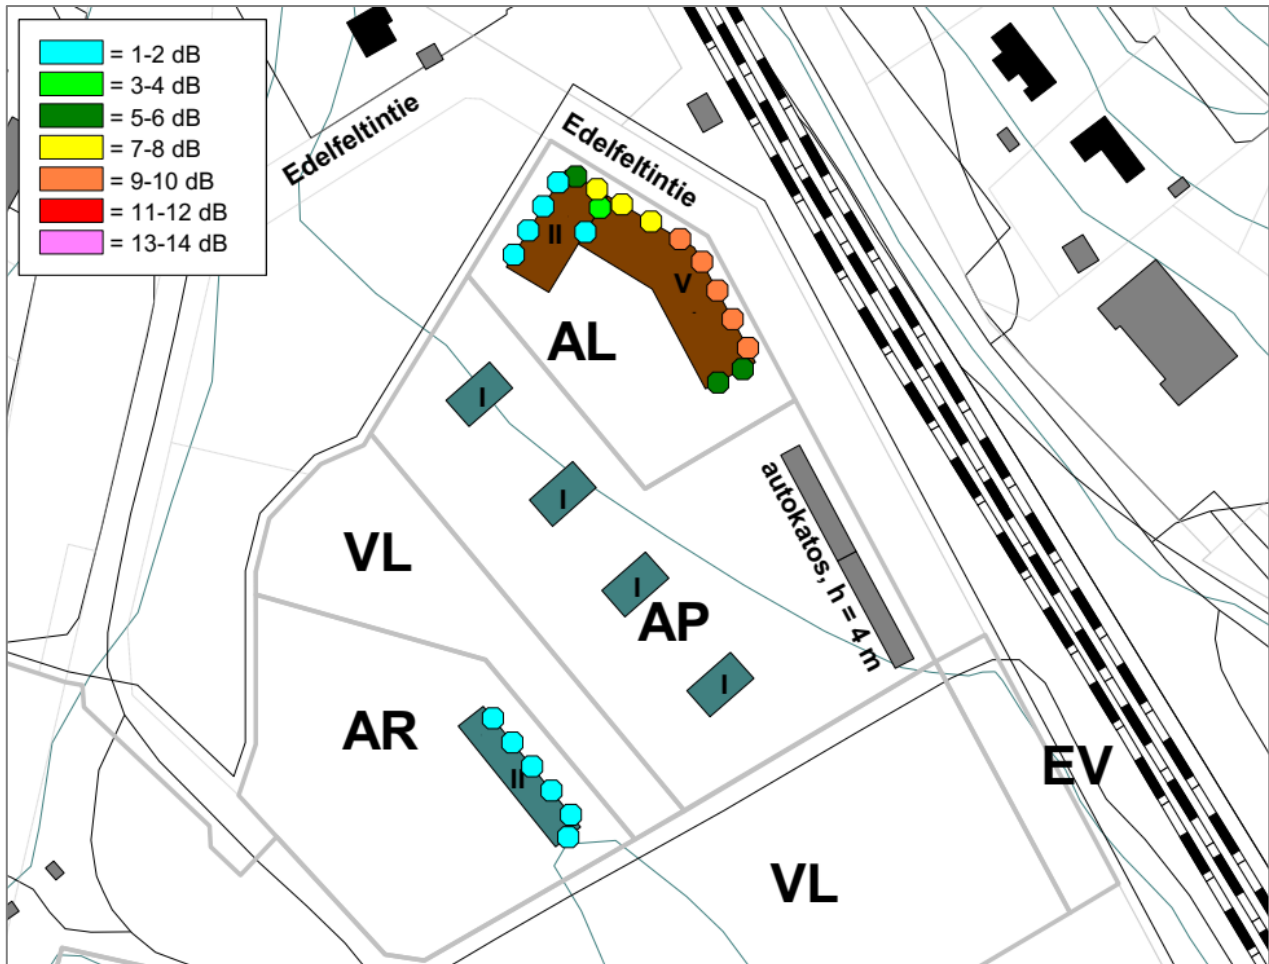 = 1-2 dB
= 3-4 dB
= 5-6 dB
= 7-8 dB
= 9-10 dB
= 11-12 dB
= 13-14 dB
Edelfeltintie
Edelfeltintie
II
V
AL
I
I
I
I
autokatos, h = 4 m
VL
AP
AR
II
EV
VL